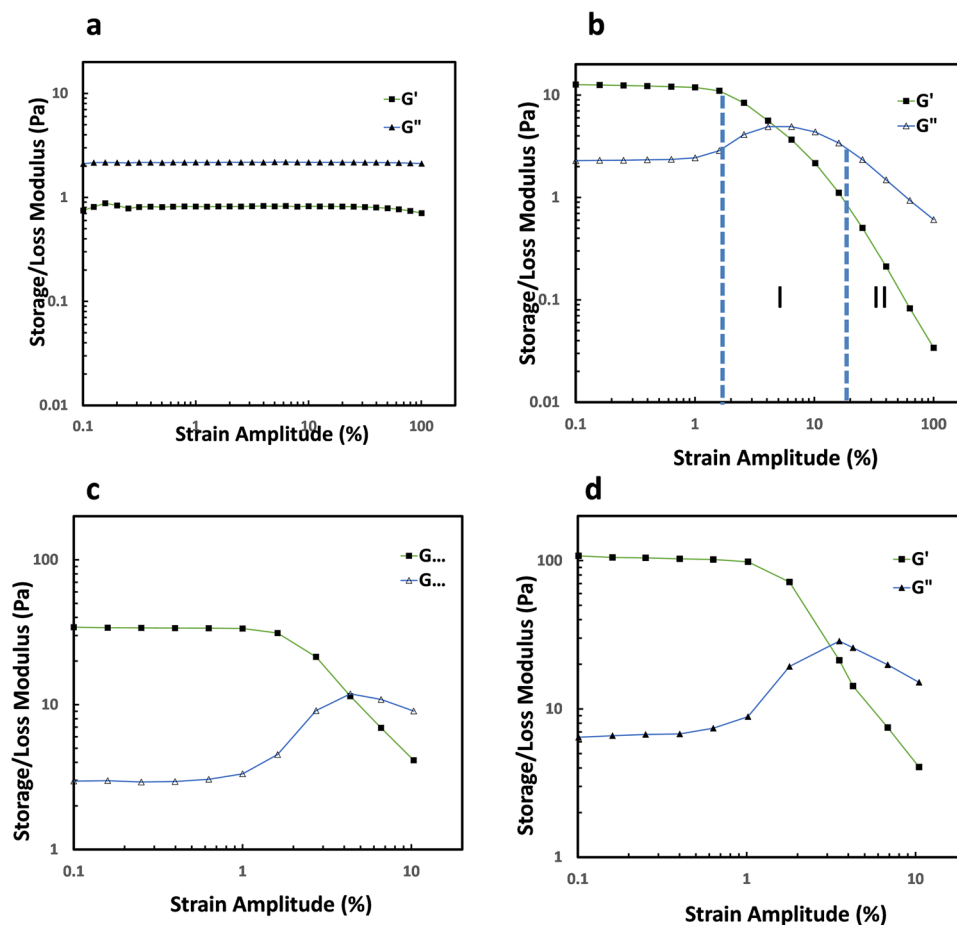 a
Storage/Loss Modulus (Pa)
10
1
0.1
0.01
G'
G"
0.1
1
10
100
Strain Amplitude (%)
b
Storage/Loss Modulus (Pa)
10
1
0.1
0.01
G'
G"
I
II
0.1
1
10
100
Strain Amplitude (%)
c
Storage/Loss Modulus (Pa)
100
10
1
G...
G...
0.1
1
10
Strain Amplitude (%)
d
Storage/Loss Modulus (Pa)
100
10
1
G'
G"
0.1
1
10
Strain Amplitude (%)